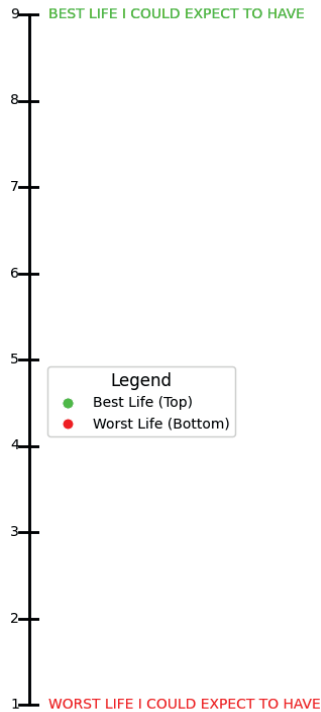 9 BEST LIFE I COULD EXPECT TO HAVE
8
7
6
5
Legend
Best Life (Top)
Worst Life (Bottom)
4
3
2
1 WORST LIFE I COULD EXPECT TO HAVE